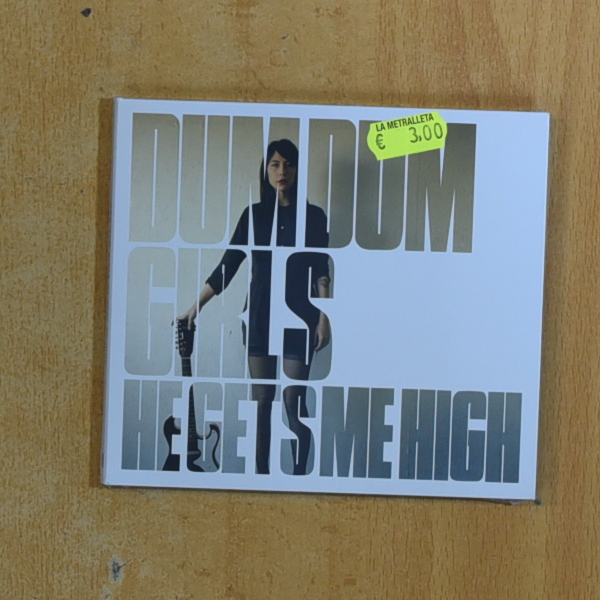 DUM DUM
LA METRALLETA
€ 3,00
GIRLS
HE GETS ME HIGH